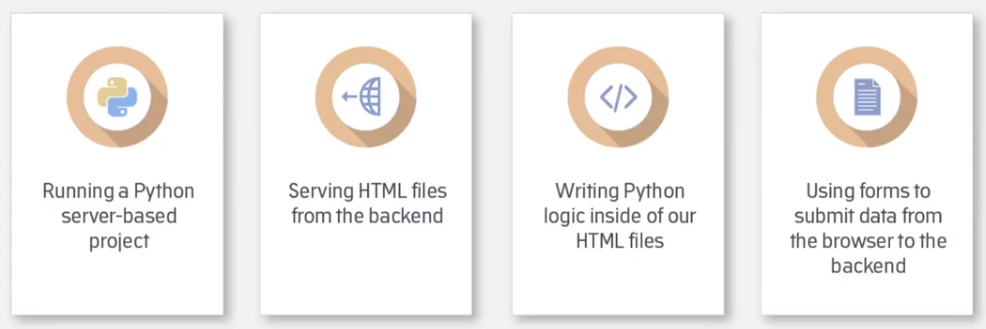 Running a Python
server-based
project
Serving HTML files
from the backend
Writing Python
logic inside of our
HTML files
Using forms to
submit data from
the browser to the
backend